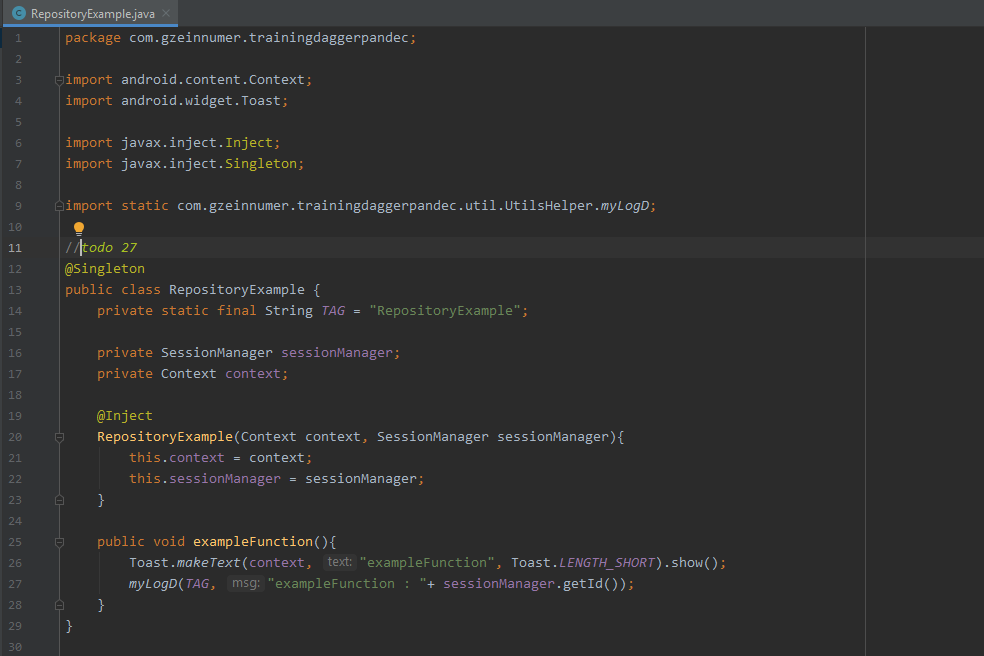 RepositoryExample.java
1 package com.gzeinnumer.trainingdaggerpandec;
2
3 import android.content.Context;
4 import android.widget.Toast;
5
6 import javax.inject.Inject;
7 import javax.inject.Singleton;
8
9 import static com.gzeinnumer.trainingdaggerpandec.util.UtilsHelper.myLogD;
10
11 //todo 27
12 @Singleton
13 public class RepositoryExample {
14     private static final String TAG = "RepositoryExample";
15
16     private SessionManager sessionManager;
17     private Context context;
18
19     @Inject
20     RepositoryExample(Context context, SessionManager sessionManager){
21         this.context = context;
22         this.sessionManager = sessionManager;
23     }
24
25     public void exampleFunction(){
26         Toast.makeText(context, text: "exampleFunction", Toast.LENGTH_SHORT).show();
27         myLogD(TAG, msg: "exampleFunction : "+ sessionManager.getId());
28     }
29 }
30